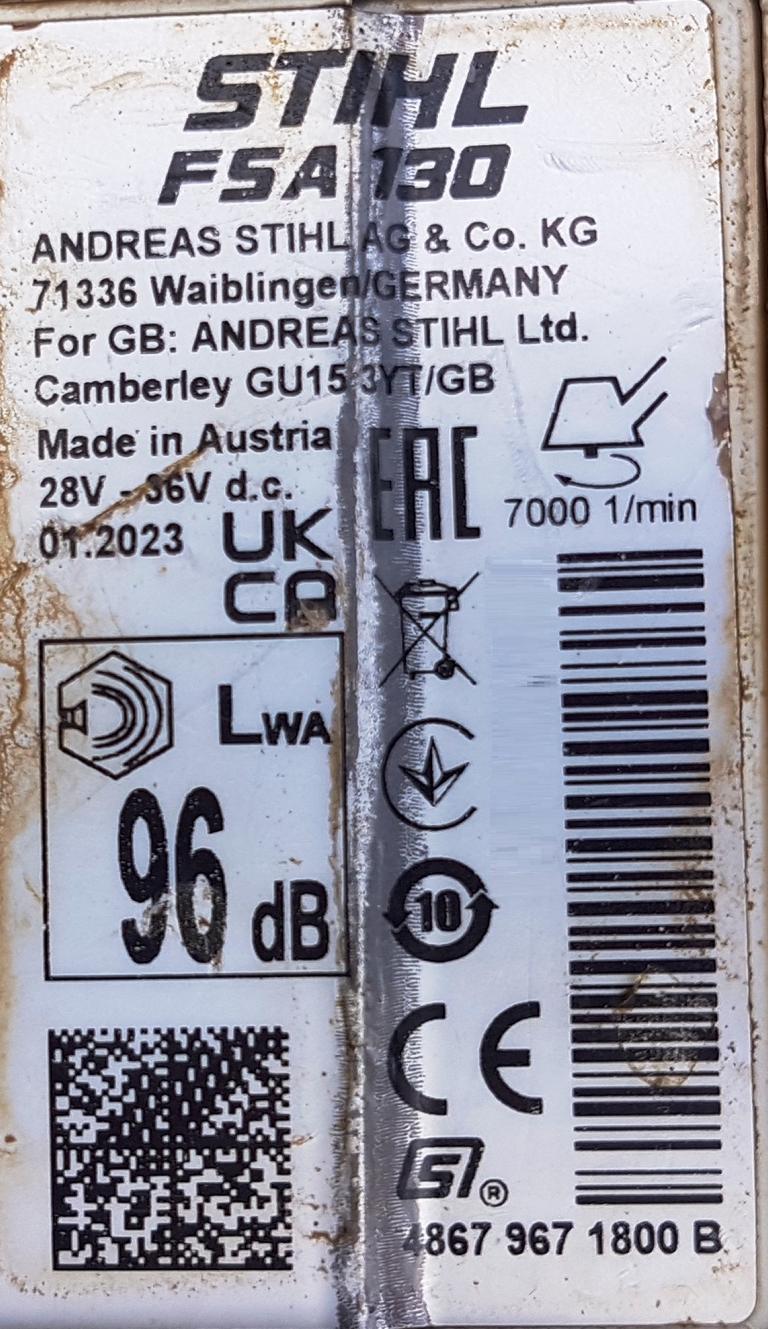 STIHL
FSA 130
ANDREAS STIHL AG & Co. KG
71336 Waiblingen/GERMANY
For GB: ANDREAS STIHL Ltd.
Camberley GU15 3YT/GB
Made in Austria
28V - 36V d.c.
01.2023
UK
CA
EAC
7000 1/min
LWA
96 dB
10
CE
S®
4867 967 1800 B